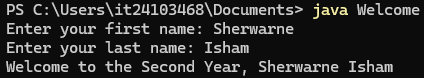 PS C:\Users\it24103468\Documents> java Welcome
Enter your first name: Sherwarne
Enter your last name: Isham
Welcome to the Second Year, Sherwarne Isham